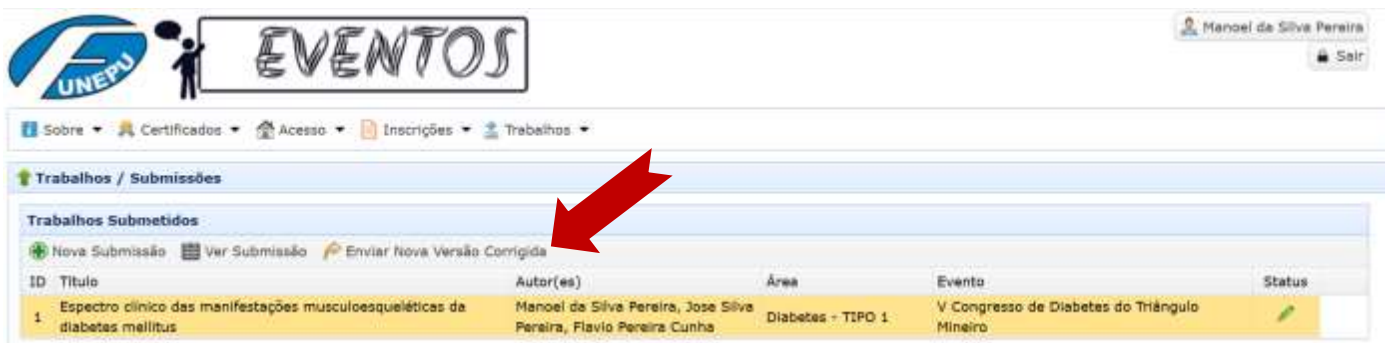 FUNEPU
EVENTOS
Manoel da Silva Pereira
Sair
Sobre Certificados Acesso Inscrições Trabalhos
Trabalhos / Submissões
Trabalhos Submetidos
Nova Submissão Ver Submissão Enviar Nova Versão Corrigida
ID Título Autor(es) Área Evento Status
1 Espectro clínico das manifestações musculoesqueléticas da diabetes mellitus
Manoel da Silva Pereira, Jose Silva Pereira, Flavio Pereira Cunha
Diabetes - TIPO 1
V Congresso de Diabetes do Triângulo Mineiro